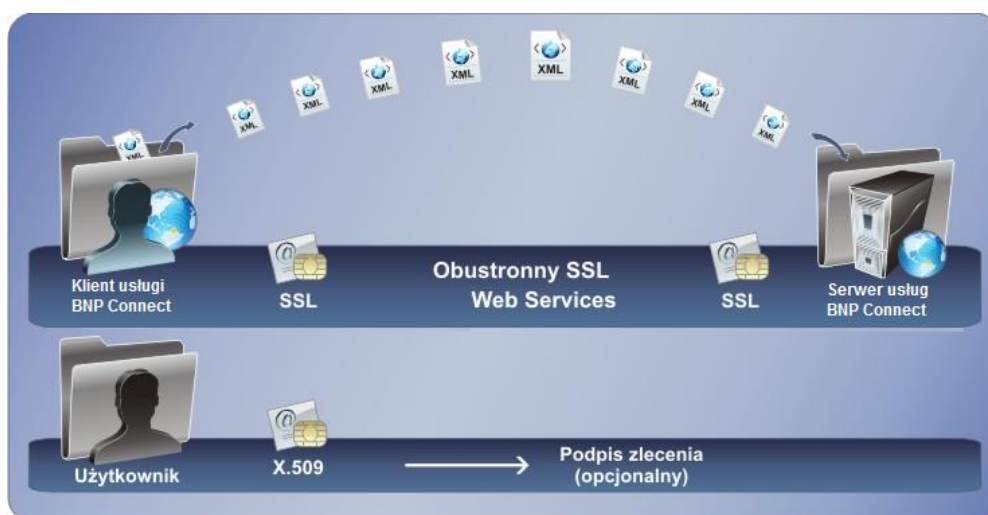 XML
XML
XML
XML
XML
XML
XML
XML
XML
Klient usługi
BNP Connect
SSL
Obustronny SSL
Web Services
SSL
Serwer usług
BNP Connect
Użytkownik
X.509
Podpis zlecenia
(opcjonalny)